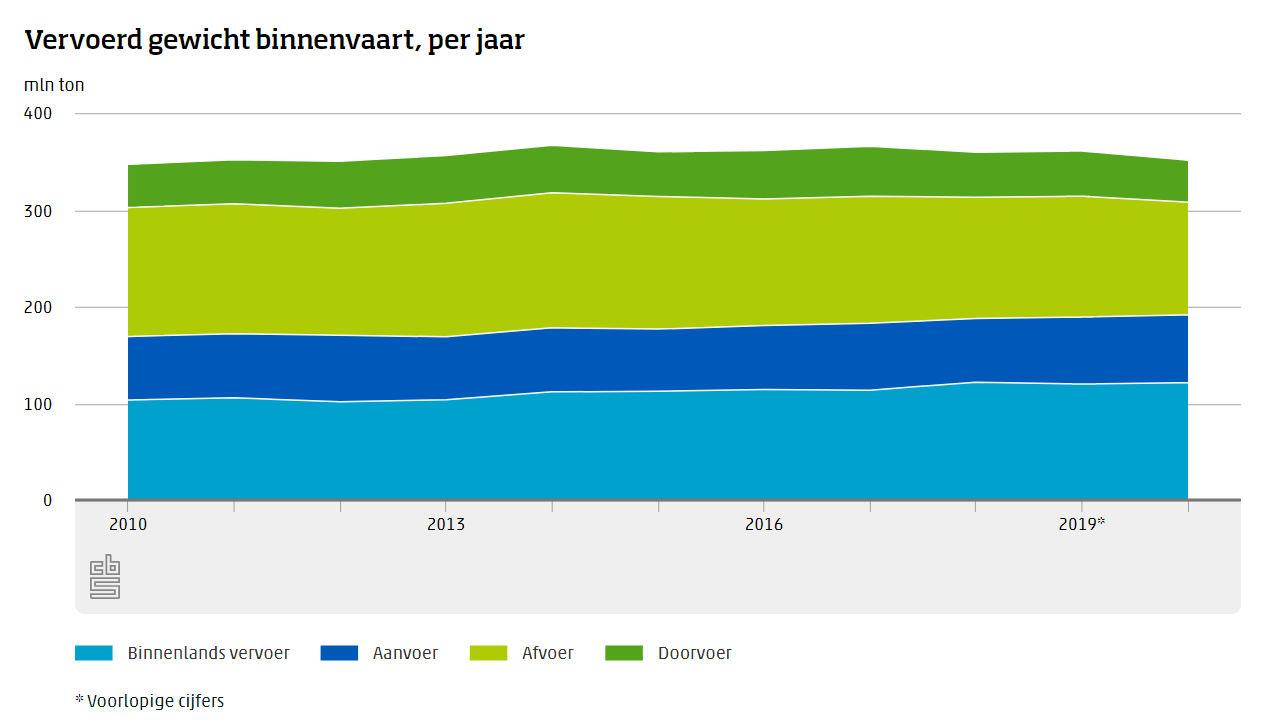 Vervoerd gewicht binnenvaart, per jaar
mln ton
400
300
200
100
0
2010 2013 2016 2019*
cbs
Binnenlands vervoer Aanvoer Afvoer Doorvoer
* Voorlopige cijfers